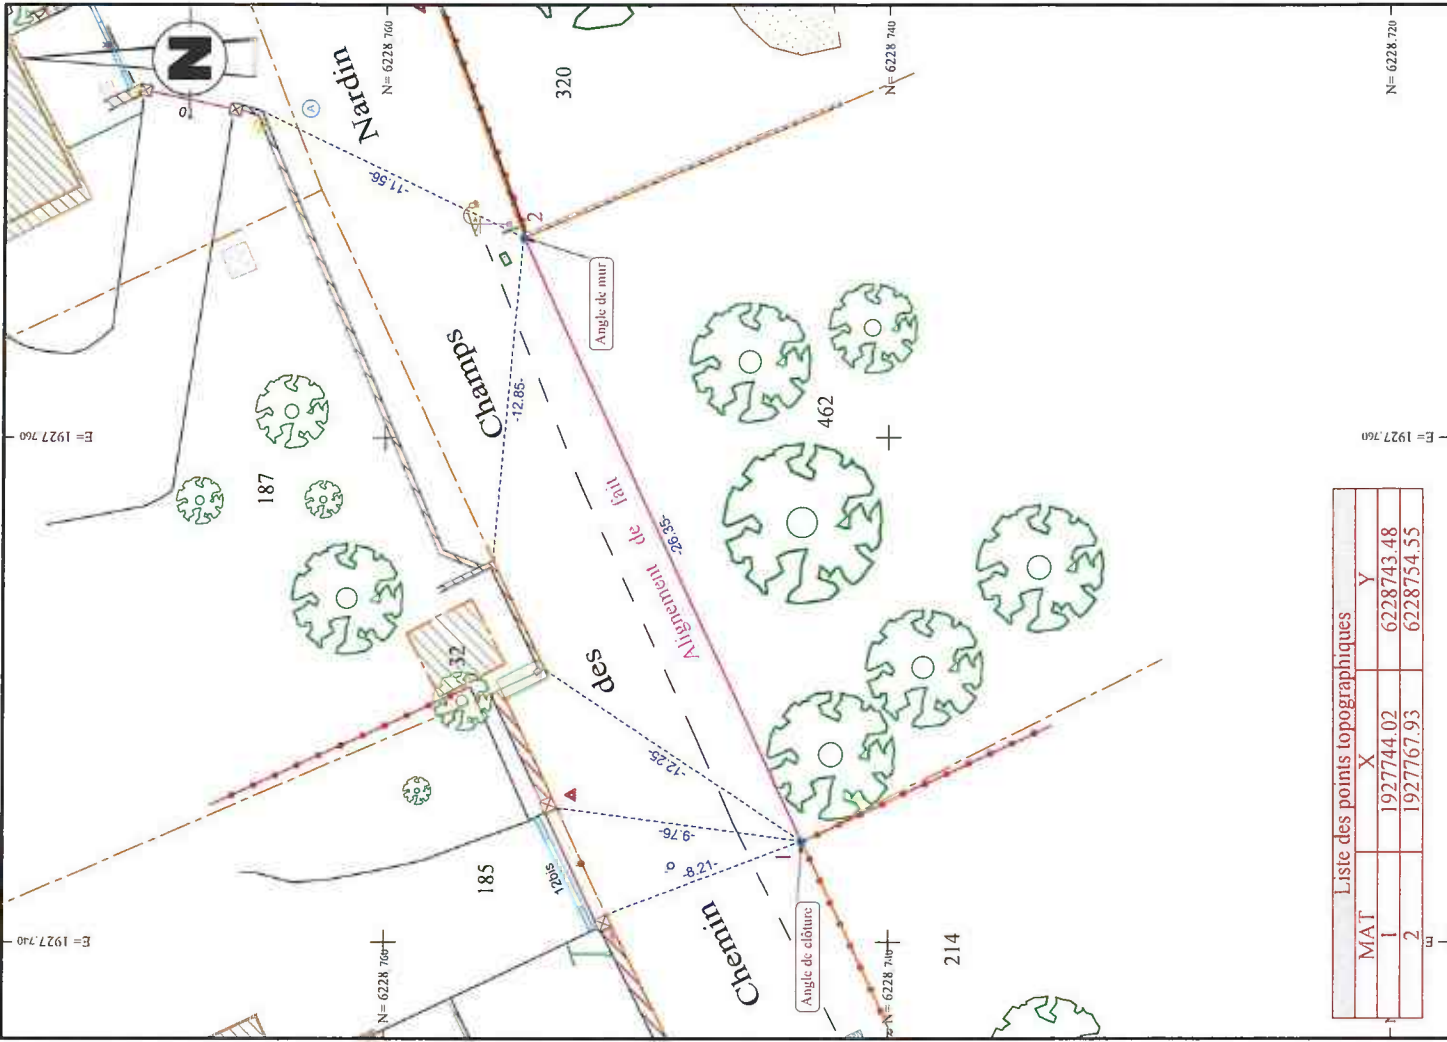 N
0
A
Nardin
N= 6228.760
320
N= 6228.740
N= 6228.720
-11.56-
2
Angle de mur
Champs
-12.85-
E= 1927.760
187
462
E= 1927.760
Alignement de fait
-26.35-
32
des
-12.25-
-9.76-
-8.21-
1
185
12bis
Angle de clôture
Chemin
E= 1927.740
N= 6228.760
N= 6228.740
214
E
Liste des points topographiques
MAT X Y
1 1927744.02 6228743.48
2 1927767.93 6228754.55